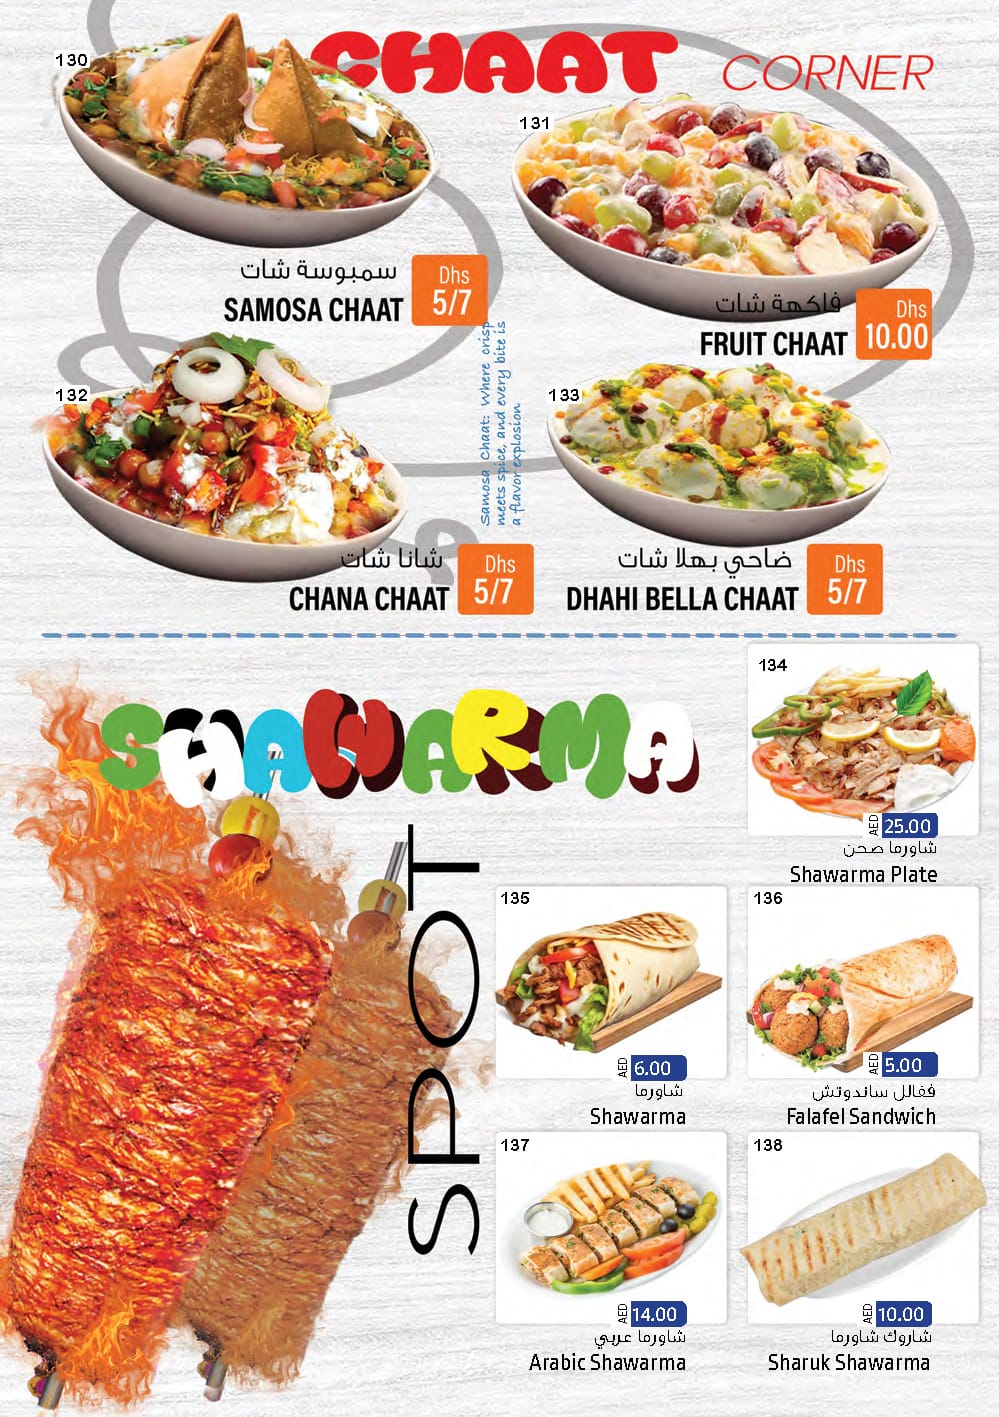 CHAAT CORNER
130
سمبوسة شات
SAMOSA CHAAT
Dhs
5/7
131
فاكهة شات
FRUIT CHAAT
Dhs
10.00
Samosa Chaat: Where crisp
meets spice, and every bite is
a flavor explosion
132
شانا شات
CHANA CHAAT
Dhs
5/7
133
ضاحي بهلا شات
DHAHI BELLA CHAAT
Dhs
5/7
SHAWARMA
SPOT
134
AED 25.00
شاورما صحن
Shawarma Plate
135
AED 6.00
شاورما
Shawarma
136
AED 5.00
ففالل ساندوتش
Falafel Sandwich
137
AED 14.00
شاورما عربي
Arabic Shawarma
138
AED 10.00
شاروك شاورما
Sharuk Shawarma